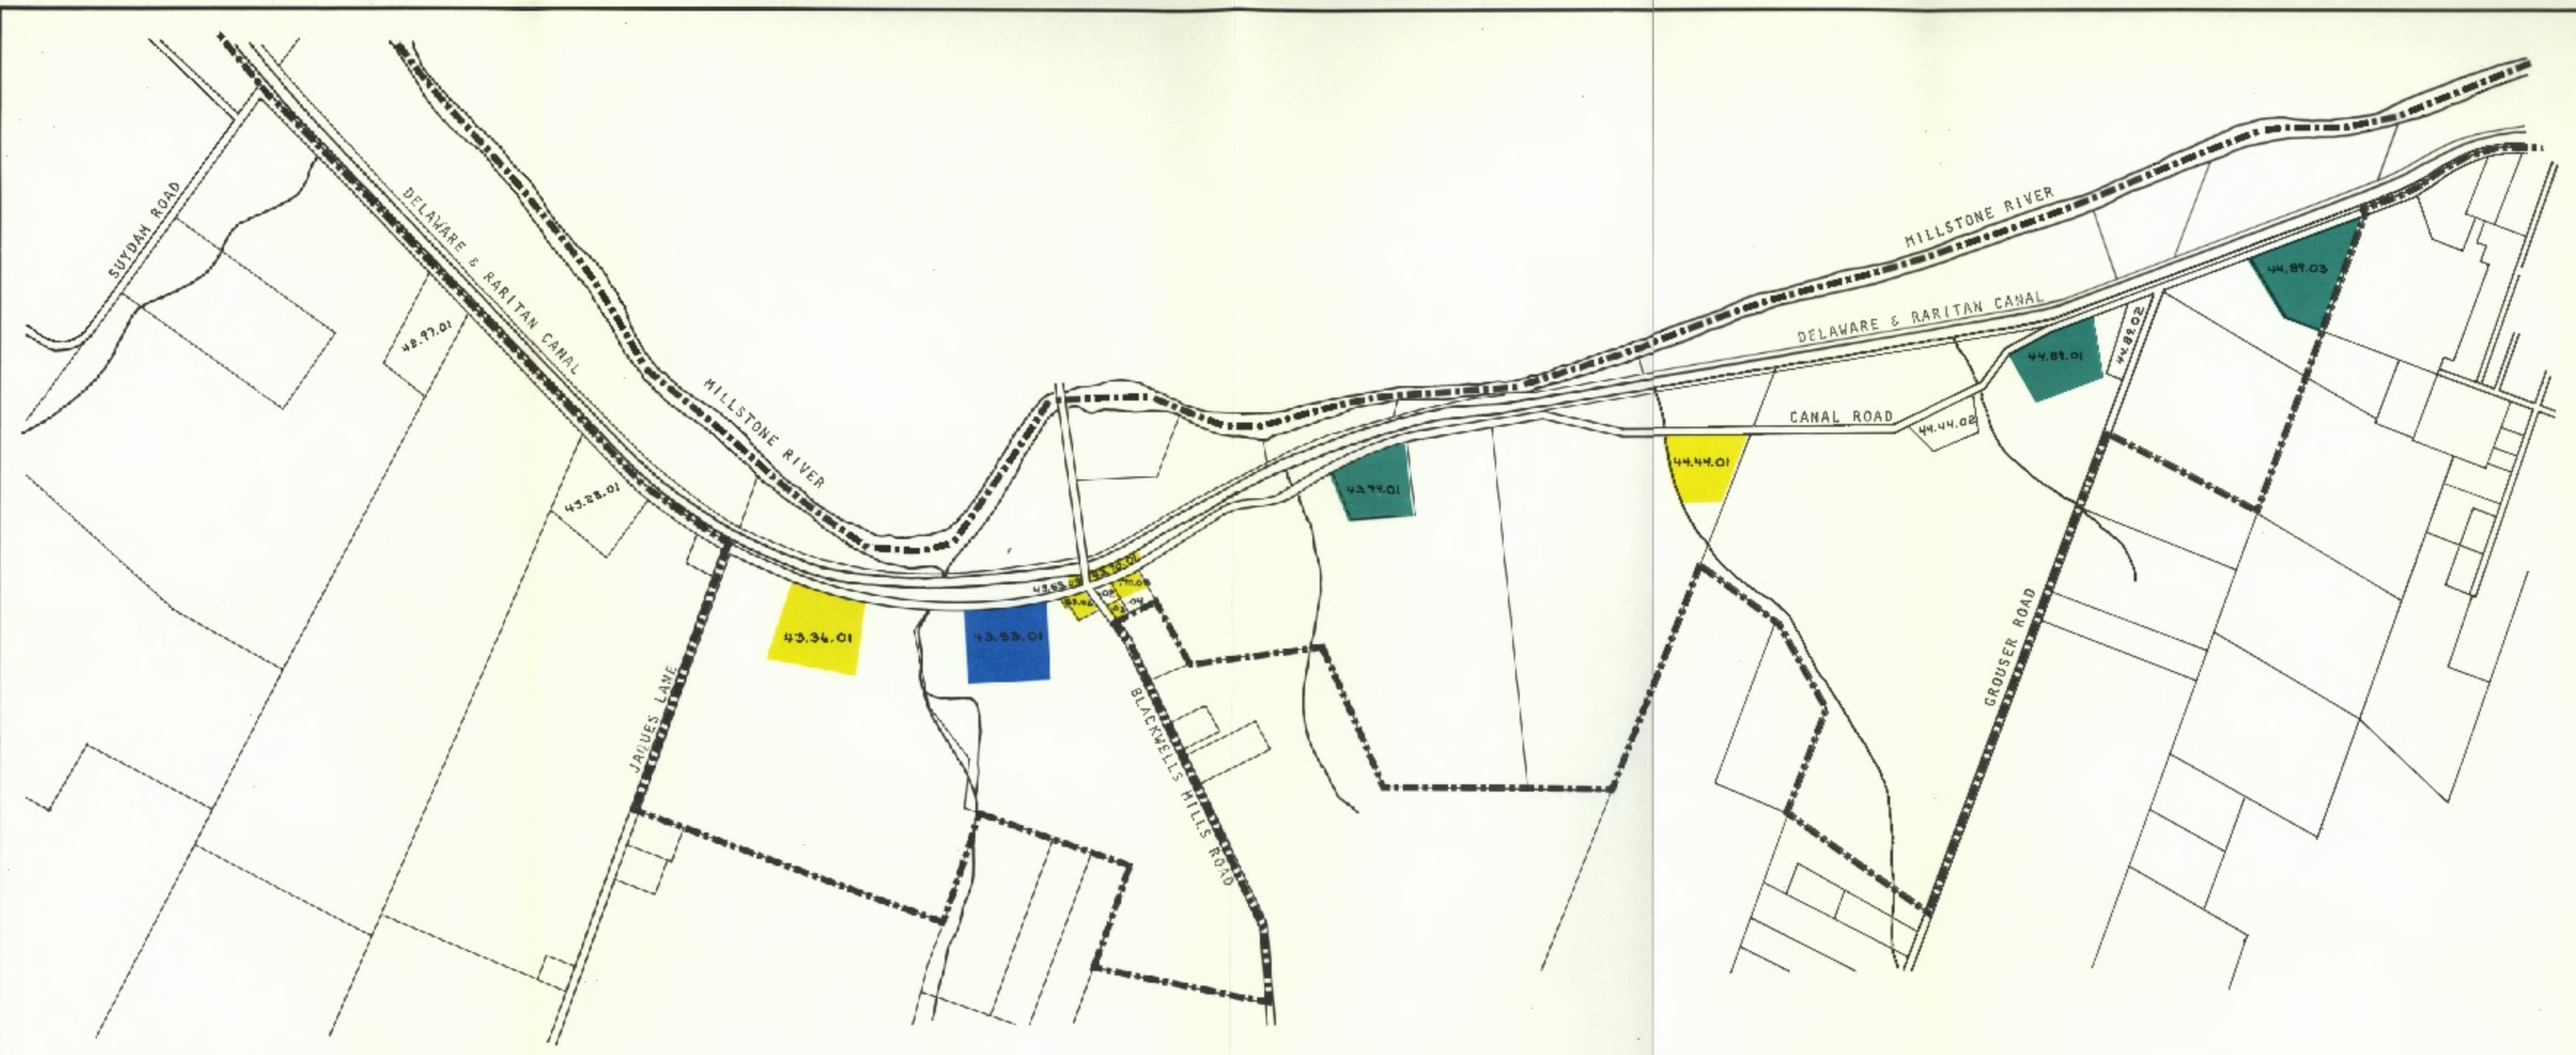 SUYDAM ROAD
DELAWARE & RARITAN CANAL
48.97.01
MILLSTONE RIVER
43.28.01
JAQUES LANE
43.36.01
43.53.01
BLACKWELLS MILLS ROAD
43.74.01
MILLSTONE RIVER
DELAWARE & RARITAN CANAL
CANAL ROAD
44.44.01
44.44.02
44.89.01
44.89.02
44.89.03
GROUSER ROAD